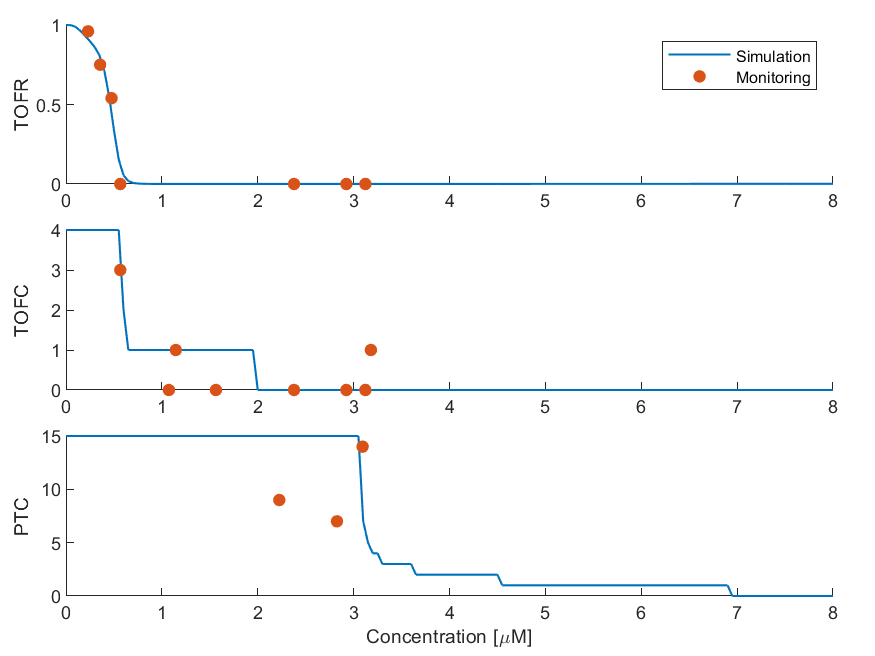 TOFR
1
0.5
0
0 1 2 3 4 5 6 7 8
Simulation
Monitoring
TOFC
4
3
2
1
0
0 1 2 3 4 5 6 7 8
PTC
15
10
5
0
0 1 2 3 4 5 6 7 8
Concentration [μM]